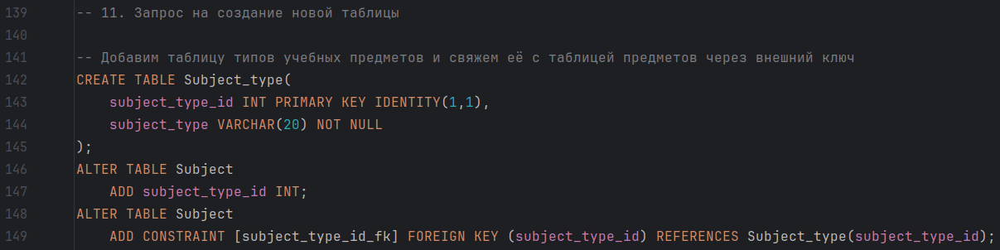 139 -- 11. Запрос на создание новой таблицы
140
141 -- Добавим таблицу типов учебных предметов и свяжем её с таблицей предметов через внешний ключ
142 CREATE TABLE Subject_type(
143     subject_type_id INT PRIMARY KEY IDENTITY(1,1),
144     subject_type VARCHAR(20) NOT NULL
145 );
146 ALTER TABLE Subject
147     ADD subject_type_id INT;
148 ALTER TABLE Subject
149     ADD CONSTRAINT [subject_type_id_fk] FOREIGN KEY (subject_type_id) REFERENCES Subject_type(subject_type_id);